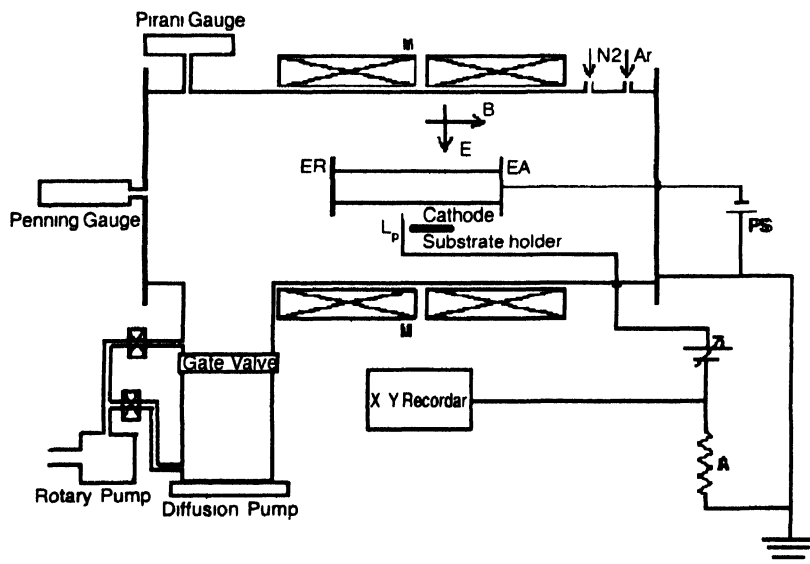 Pirani Gauge
M
N2 Ar
B
E
ER EA
Penning Gauge
Cathode
Lp
Substrate holder
PS
M
Gate Valve
X Y Recordar
A
Rotary Pump
Diffusion Pump